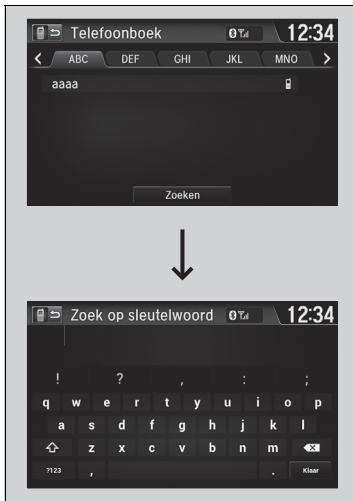 Telefoonboek 12:34
ABC DEF GHI JKL MNO
aaaa
Zoeken
Zoek op sleutelwoord 12:34
! ? , : ;
q w e r t y u i o p
a s d f g h j k l
z x c v b n m
?123 , . Klaar